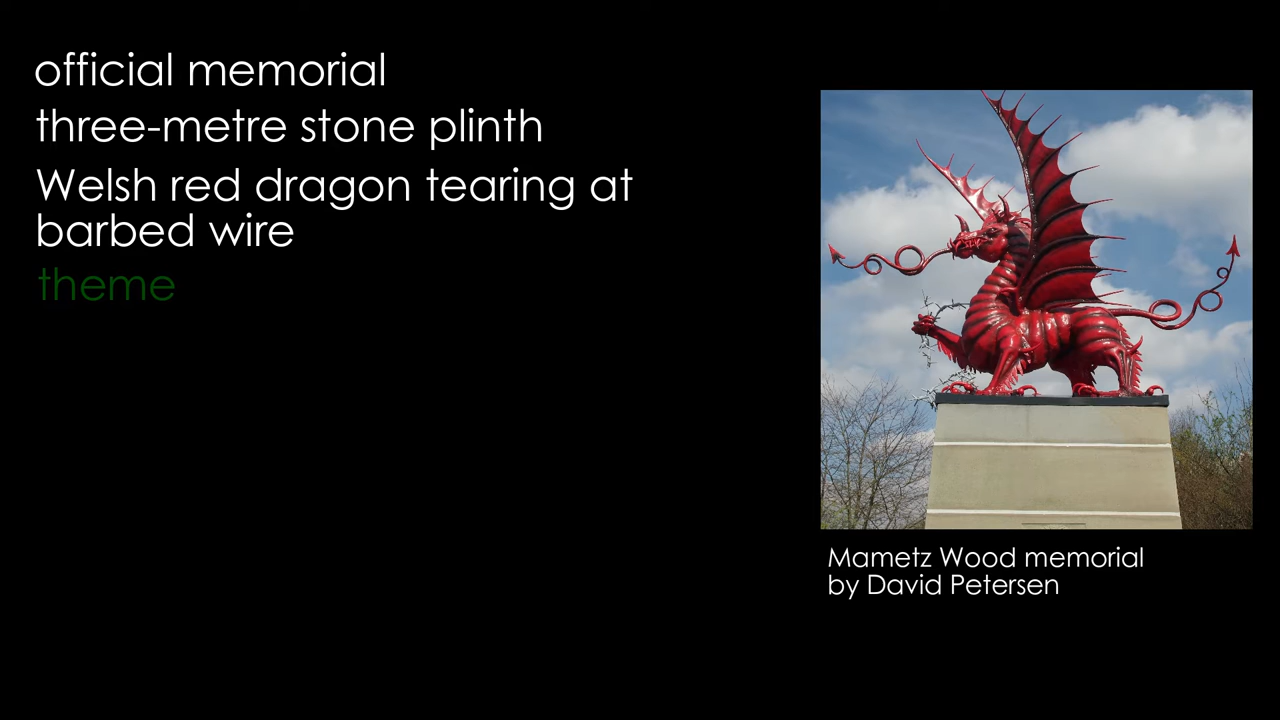 official memorial
three-metre stone plinth
Welsh red dragon tearing at
barbed wire
theme
Mametz Wood memorial
by David Petersen